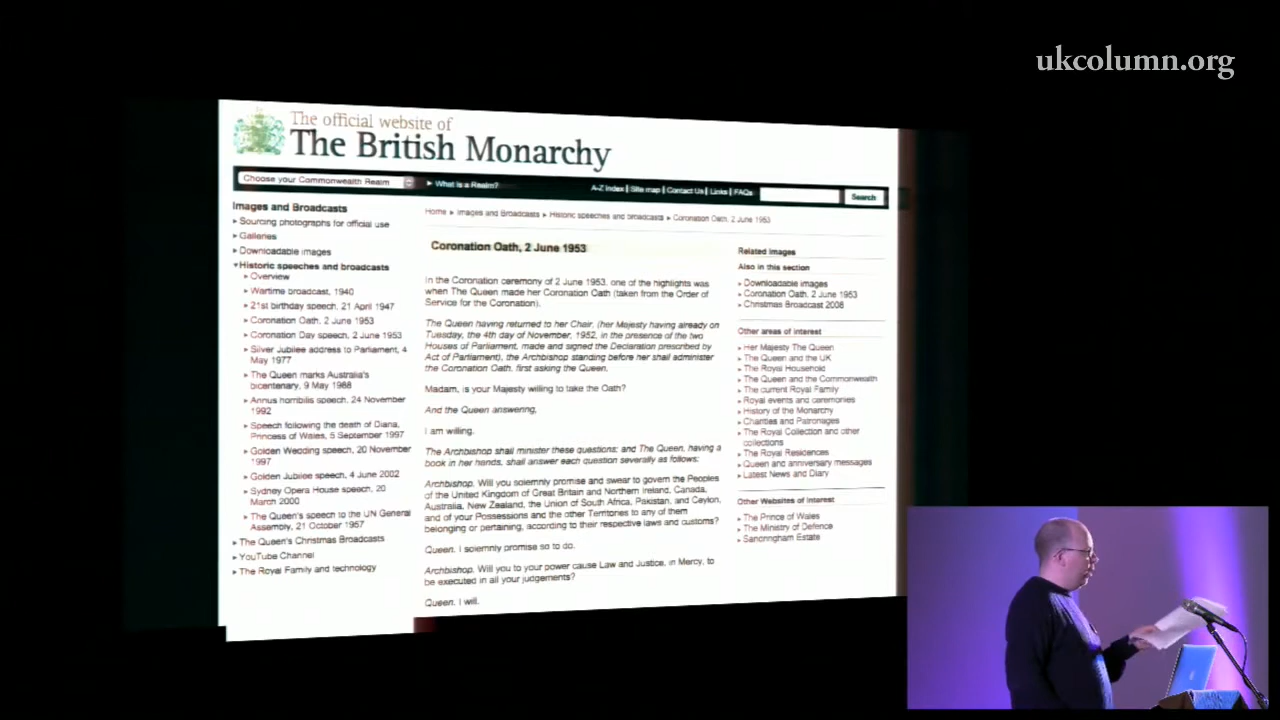 ukcolumn.org
The official website of
The British Monarchy
Choose your Commonwealth Realm
What is a Realm?
A-Z Index | Site map | Contact Us | Links | FAQs
Search
Images and Broadcasts
Sourcing photographs for official use
Galleries
Downloadable images
Historic speeches and broadcasts
Overview
Wartime broadcast, 1940
21st birthday speech, 21 April 1947
Coronation Oath, 2 June 1953
Coronation Day speech, 2 June 1953
Silver Jubilee address to Parliament, 4
May 1977
The Queen marks Australia's
bicentenary, 9 May 1988
Annus horribilis speech, 24 November
1992
Speech following the death of Diana,
Princess of Wales, 5 September 1997
Golden Wedding speech, 20 November
1997
Golden Jubilee speech, 4 June 2002
Sydney Opera House speech, 20
March 2000
The Queen's speech to the UN General
Assembly, 21 October 1957
The Queen's Christmas Broadcasts
YouTube Channel
The Royal Family and technology
Home ▸ Images and Broadcasts ▸ Historic speeches and broadcasts ▸ Coronation Oath, 2 June 1953
Coronation Oath, 2 June 1953
In the Coronation ceremony of 2 June 1953, one of the highlights was
when The Queen made her Coronation Oath (taken from the Order of
Service for the Coronation).
The Queen having returned to her Chair, (her Majesty having already on
Tuesday, the 4th day of November, 1952, in the presence of the two
Houses of Parliament, made and signed the Declaration prescribed by
Act of Parliament), the Archbishop standing before her shall administer
the Coronation Oath, first asking the Queen,
Madam, is your Majesty willing to take the Oath?
And the Queen answering,
I am willing.
The Archbishop shall minister these questions; and The Queen, having a
book in her hands, shall answer each question severally as follows:
Archbishop. Will you solemnly promise and swear to govern the Peoples
of the United Kingdom of Great Britain and Northern Ireland, Canada,
Australia, New Zealand, the Union of South Africa, Pakistan, and Ceylon,
and of your Possessions and the other Territories to any of them
belonging or pertaining, according to their respective laws and customs?
Queen. I solemnly promise so to do.
Archbishop. Will you to your power cause Law and Justice, in Mercy, to
be executed in all your judgements?
Queen. I will.
Related Images
Also in this section
Downloadable images
Coronation Oath, 2 June 1953
Christmas Broadcast 2008
Other areas of interest
Her Majesty The Queen
The Queen and the UK
The Royal Household
The Queen and the Commonwealth
The current Royal Family
Royal events and ceremonies
History of the Monarchy
Charities and Patronages
The Royal Collection and other
collections
The Royal Residences
Queen and anniversary messages
Latest News and Diary
Other Websites of Interest
The Prince of Wales
The Ministry of Defence
Sandringham Estate